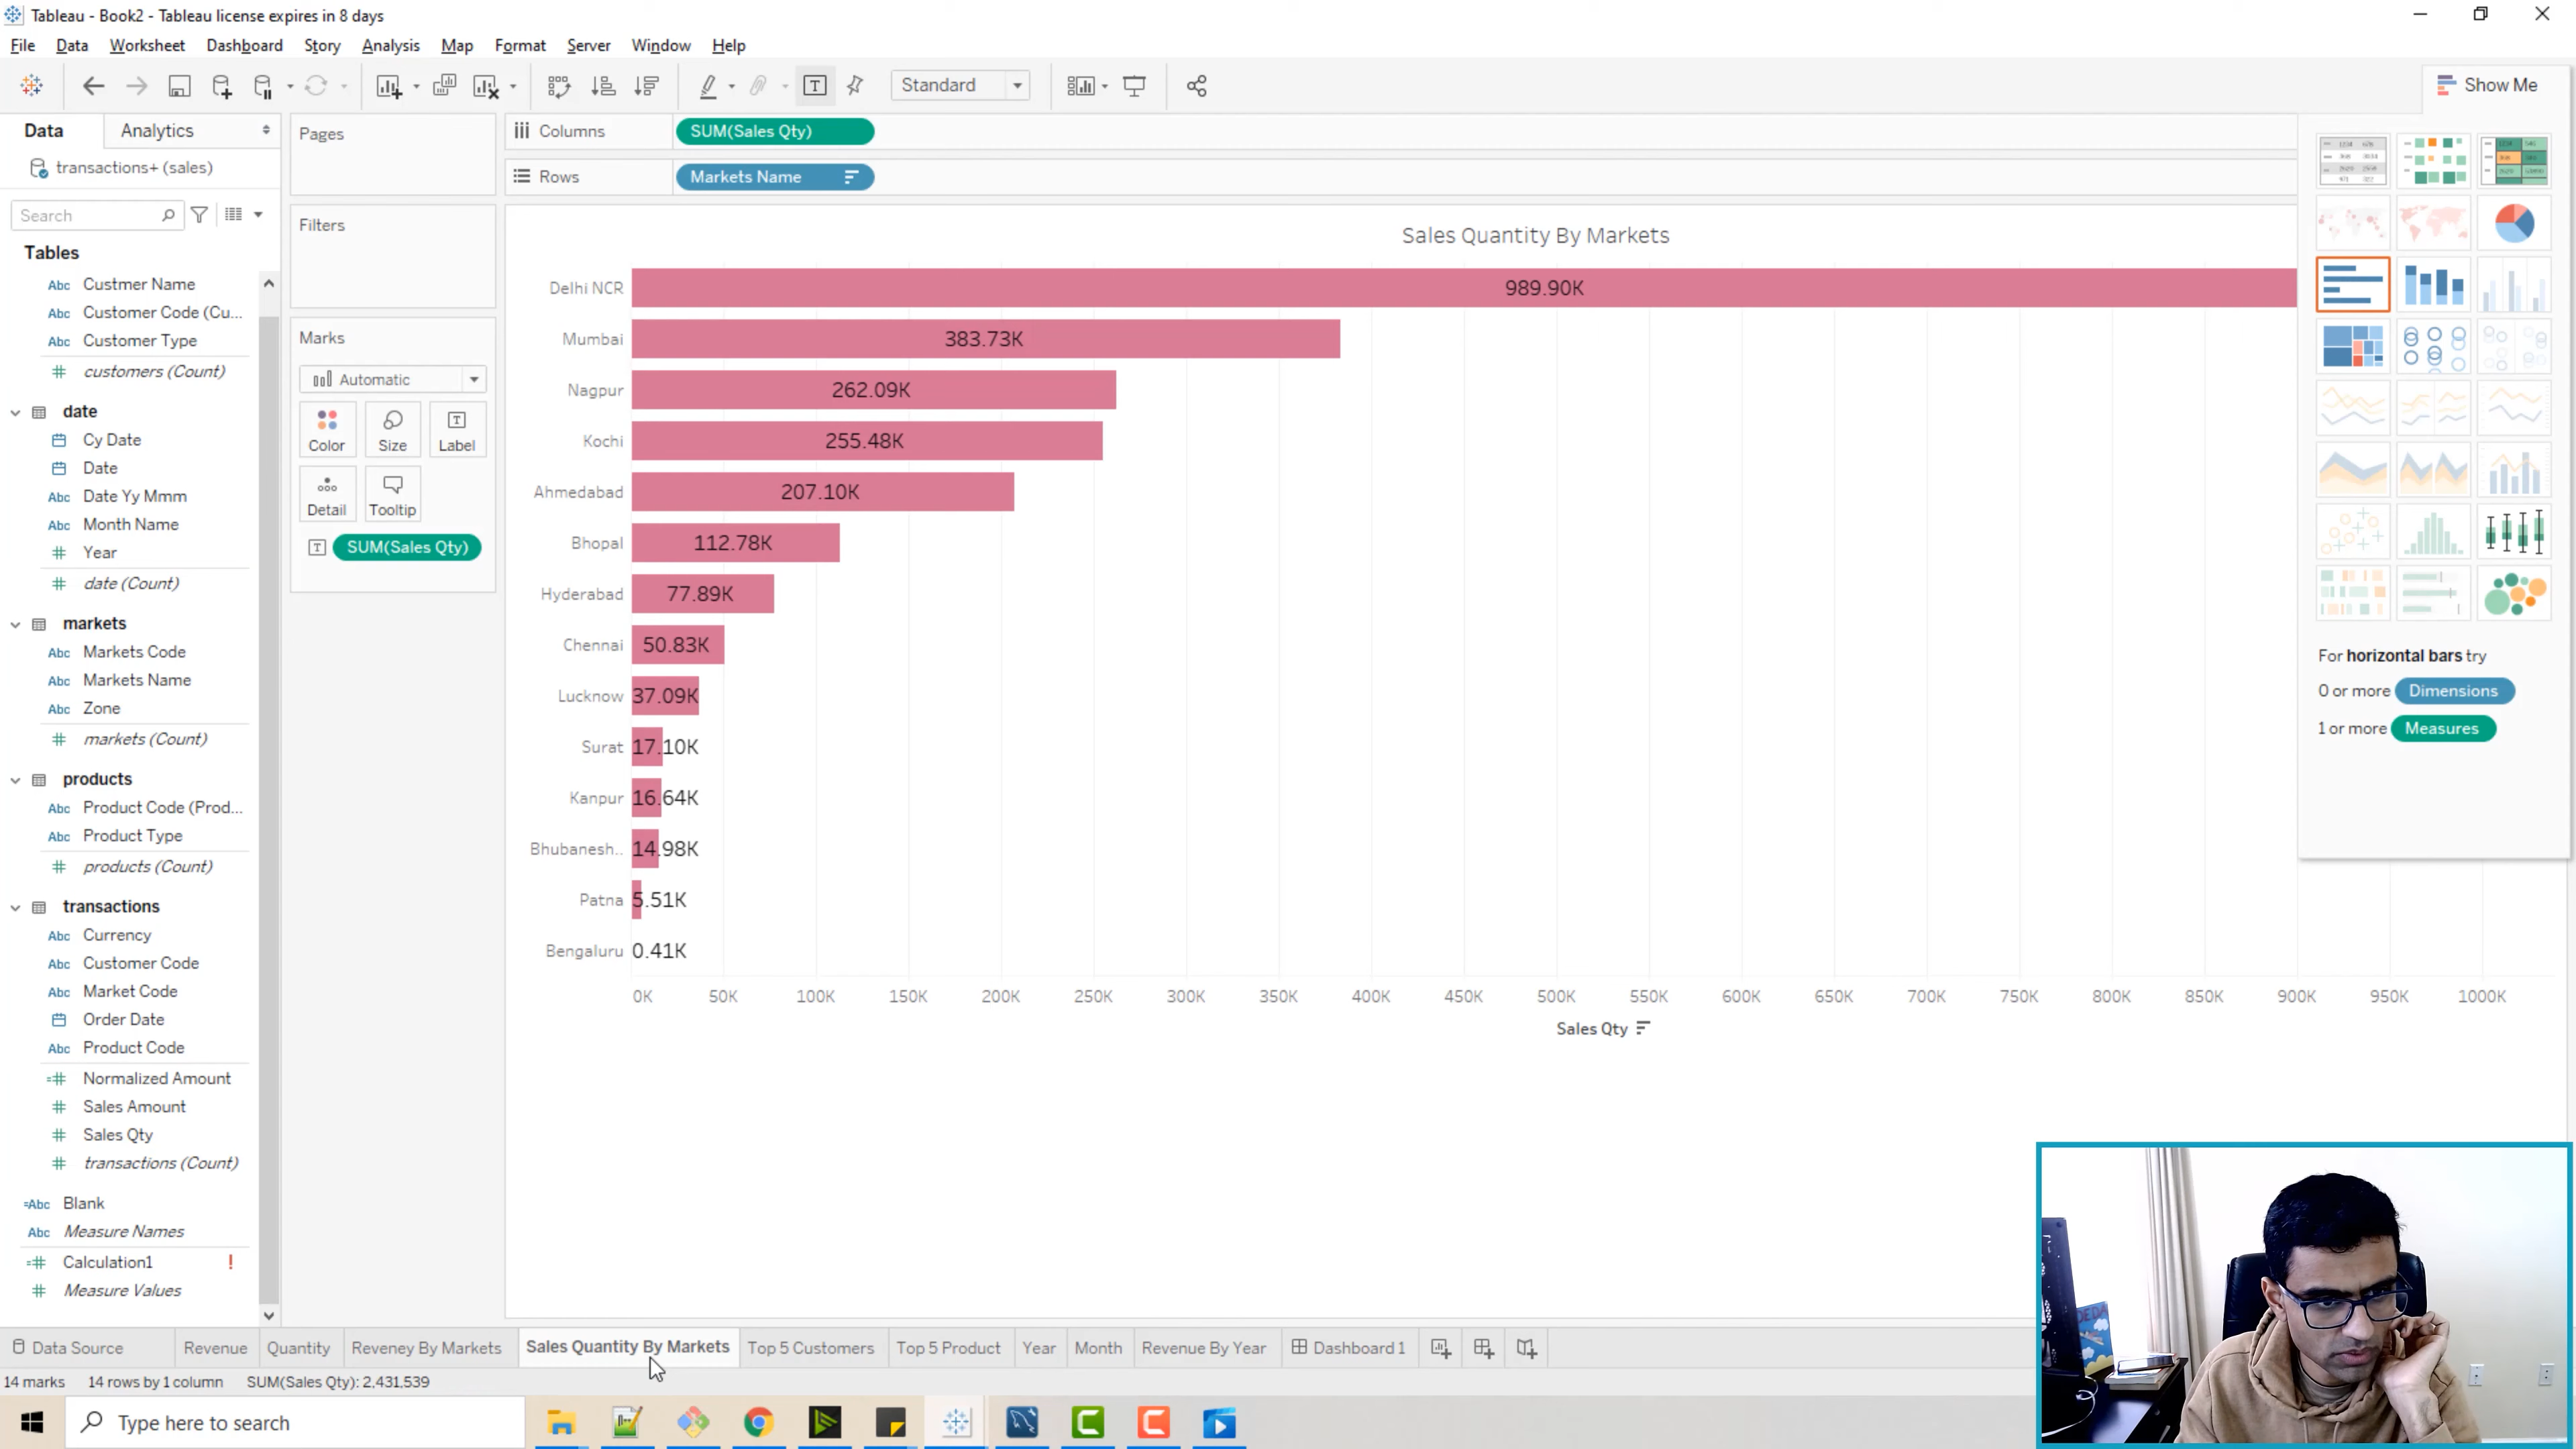 Tableau - Book2 - Tableau license expires in 8 days
File Data Worksheet Dashboard Story Analysis Map Format Server Window Help
Standard
Show Me
Data Analytics
Pages
Columns SUM(Sales Qty)
transactions+ (sales)
Rows Markets Name
Search
Filters
Tables
Custmer Name
Customer Code (Cu...
Customer Type
customers (Count)
date
Cy Date
Date
Date Yy Mmm
Month Name
Year
date (Count)
markets
Markets Code
Markets Name
Zone
markets (Count)
products
Product Code (Prod...
Product Type
products (Count)
transactions
Currency
Customer Code
Market Code
Order Date
Product Code
Normalized Amount
Sales Amount
Sales Qty
transactions (Count)
Blank
Measure Names
Calculation1 !
Measure Values
Marks
Automatic
Color Size Label
Detail Tooltip
SUM(Sales Qty)
Sales Quantity By Markets
Delhi NCR 989.90K
Mumbai 383.73K
Nagpur 262.09K
Kochi 255.48K
Ahmedabad 207.10K
Bhopal 112.78K
Hyderabad 77.89K
Chennai 50.83K
Lucknow 37.09K
Surat 17.10K
Kanpur 16.64K
Bhubanesh.. 14.98K
Patna 5.51K
Bengaluru 0.41K
0K 50K 100K 150K 200K 250K 300K 350K 400K 450K 500K 550K 600K 650K 700K 750K 800K 850K 900K 950K 1000K
Sales Qty
For horizontal bars try
0 or more Dimensions
1 or more Measures
Data Source Revenue Quantity Reveney By Markets Sales Quantity By Markets Top 5 Customers Top 5 Product Year Month Revenue By Year Dashboard 1
14 marks 14 rows by 1 column SUM(Sales Qty): 2,431,539
Type here to search